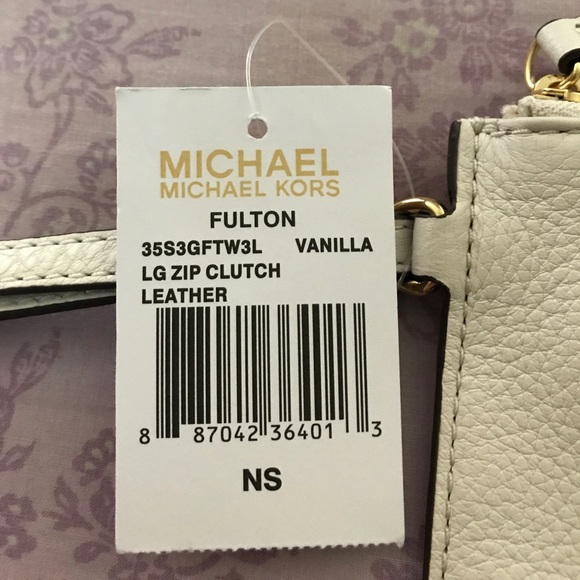 MICHAEL
MICHAEL KORS
FULTON
35S3GFTW3L VANILLA
LG ZIP CLUTCH
LEATHER
8 87042 36401 3
NS